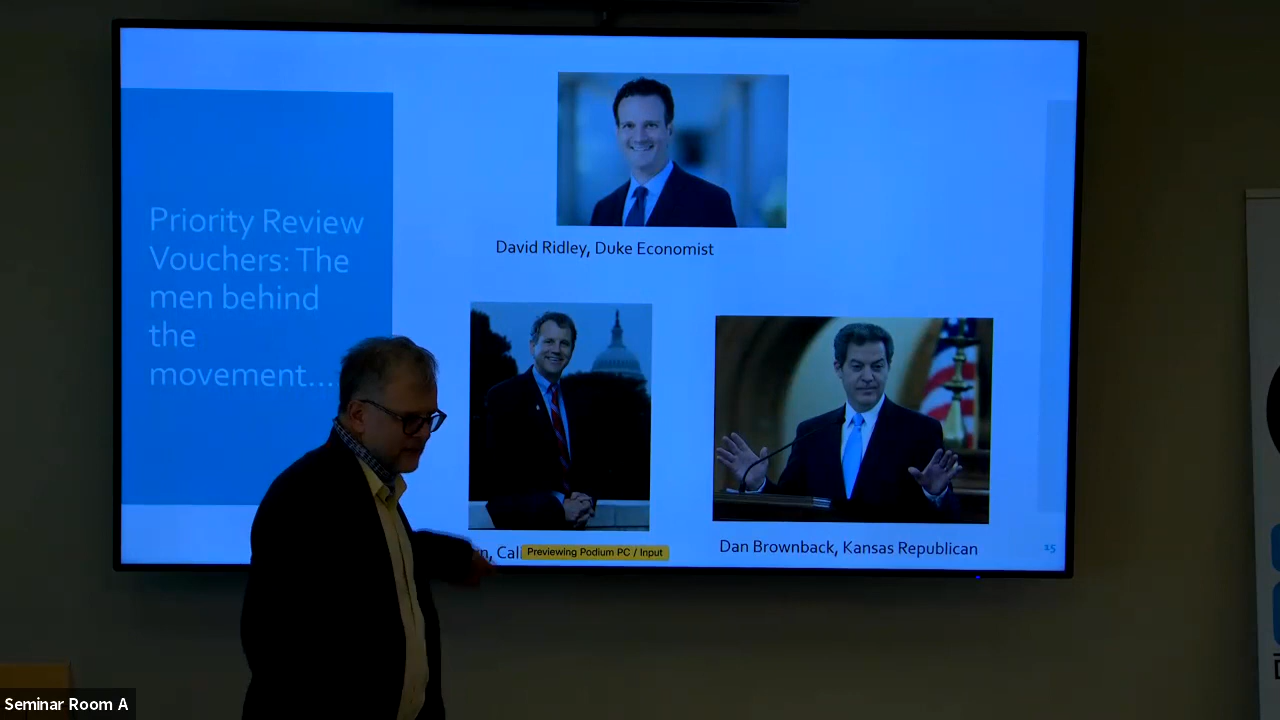 Priority Review
Vouchers: The
men behind
the
movement...
David Ridley, Duke Economist
Previewing Podium PC / Input
Dan Brownback, Kansas Republican
15
Seminar Room A